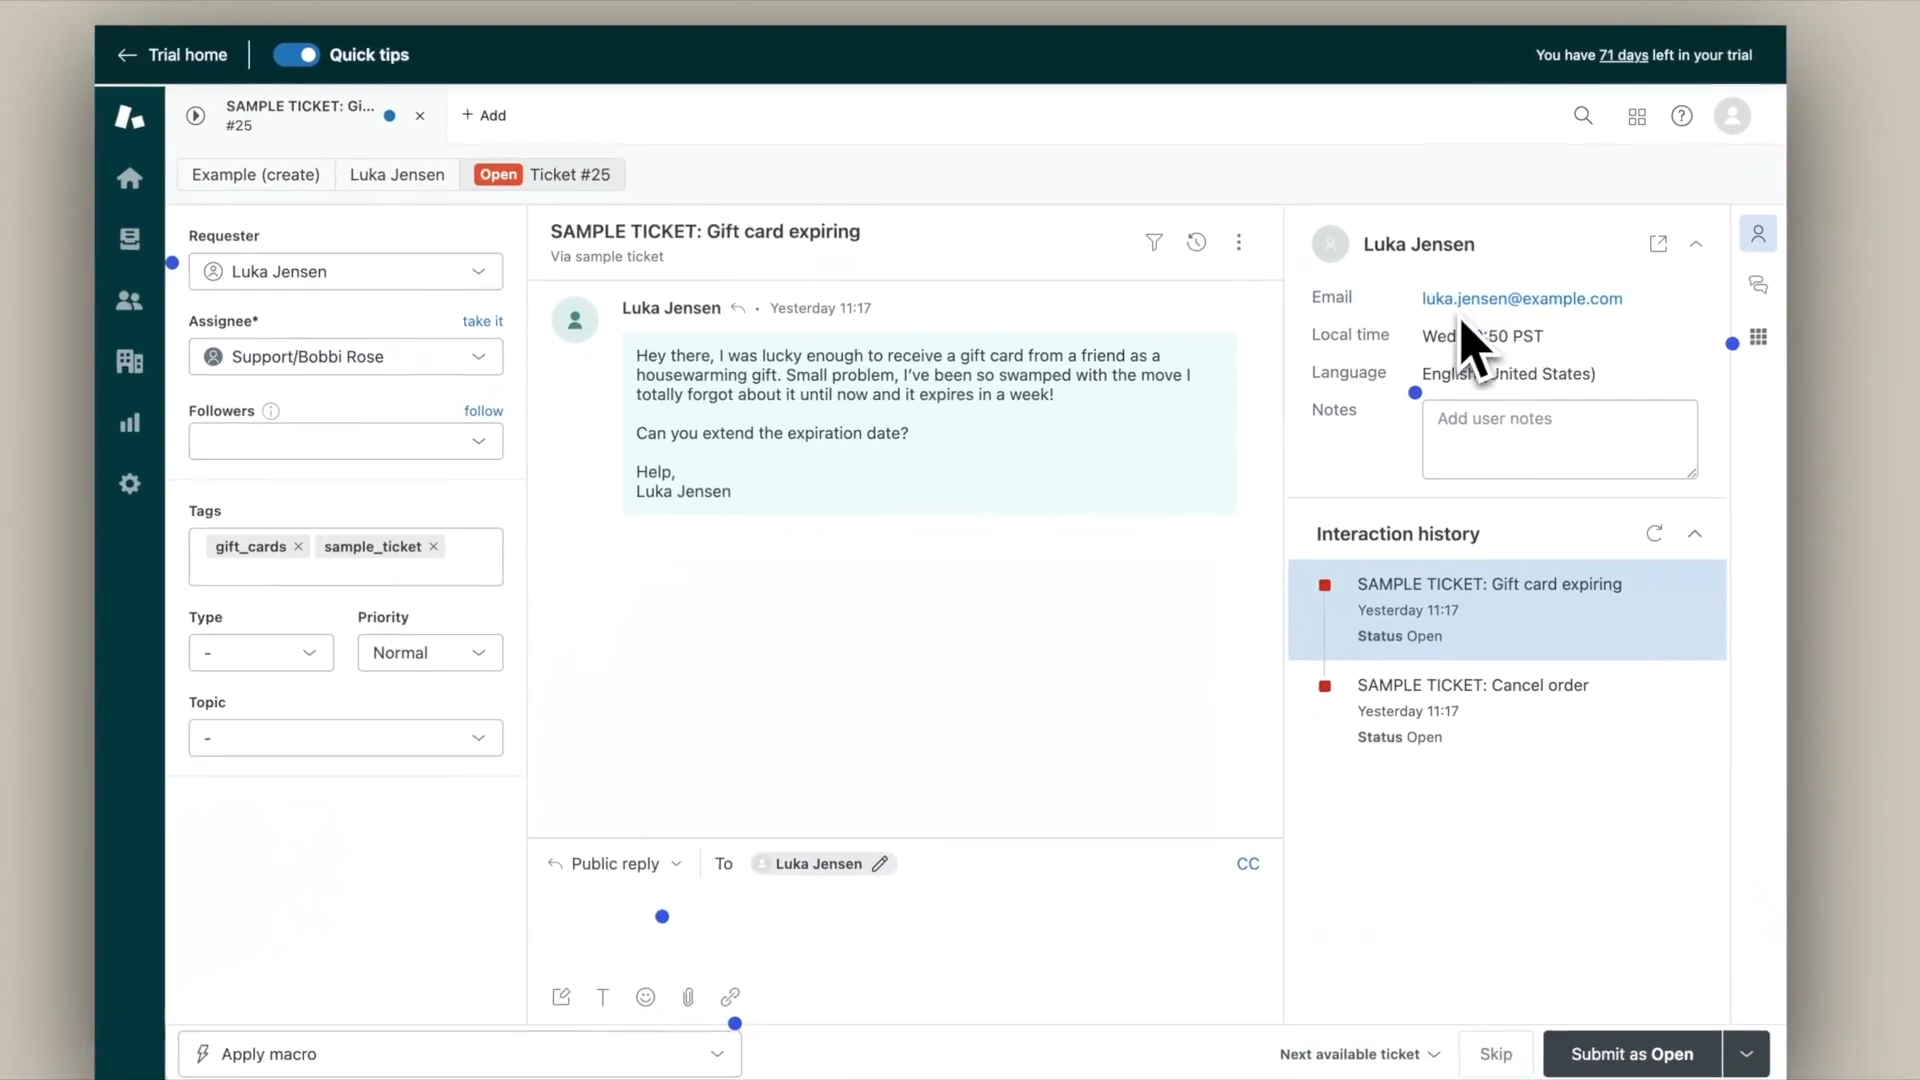 Trial home
Quick tips
You have 71 days left in your trial
SAMPLE TICKET: Gi...
#25
+ Add
Example (create)
Luka Jensen
Open Ticket #25
Requester
Luka Jensen
Assignee*
take it
Support/Bobbi Rose
Followers
follow
Tags
gift_cards
sample_ticket
Type
Priority
-
Normal
Topic
-
SAMPLE TICKET: Gift card expiring
Via sample ticket
Luka Jensen
Yesterday 11:17
Hey there, I was lucky enough to receive a gift card from a friend as a
housewarming gift. Small problem, I've been so swamped with the move I
totally forgot about it until now and it expires in a week!
Can you extend the expiration date?
Help,
Luka Jensen
Public reply
To
Luka Jensen
CC
Apply macro
Luka Jensen
Email
luka.jensen@example.com
Local time
PST
Language
States)
Notes
Add user notes
Interaction history
SAMPLE TICKET: Gift card expiring
Yesterday 11:17
Status Open
SAMPLE TICKET: Cancel order
Yesterday 11:17
Status Open
Next available ticket
Skip
Submit as Open